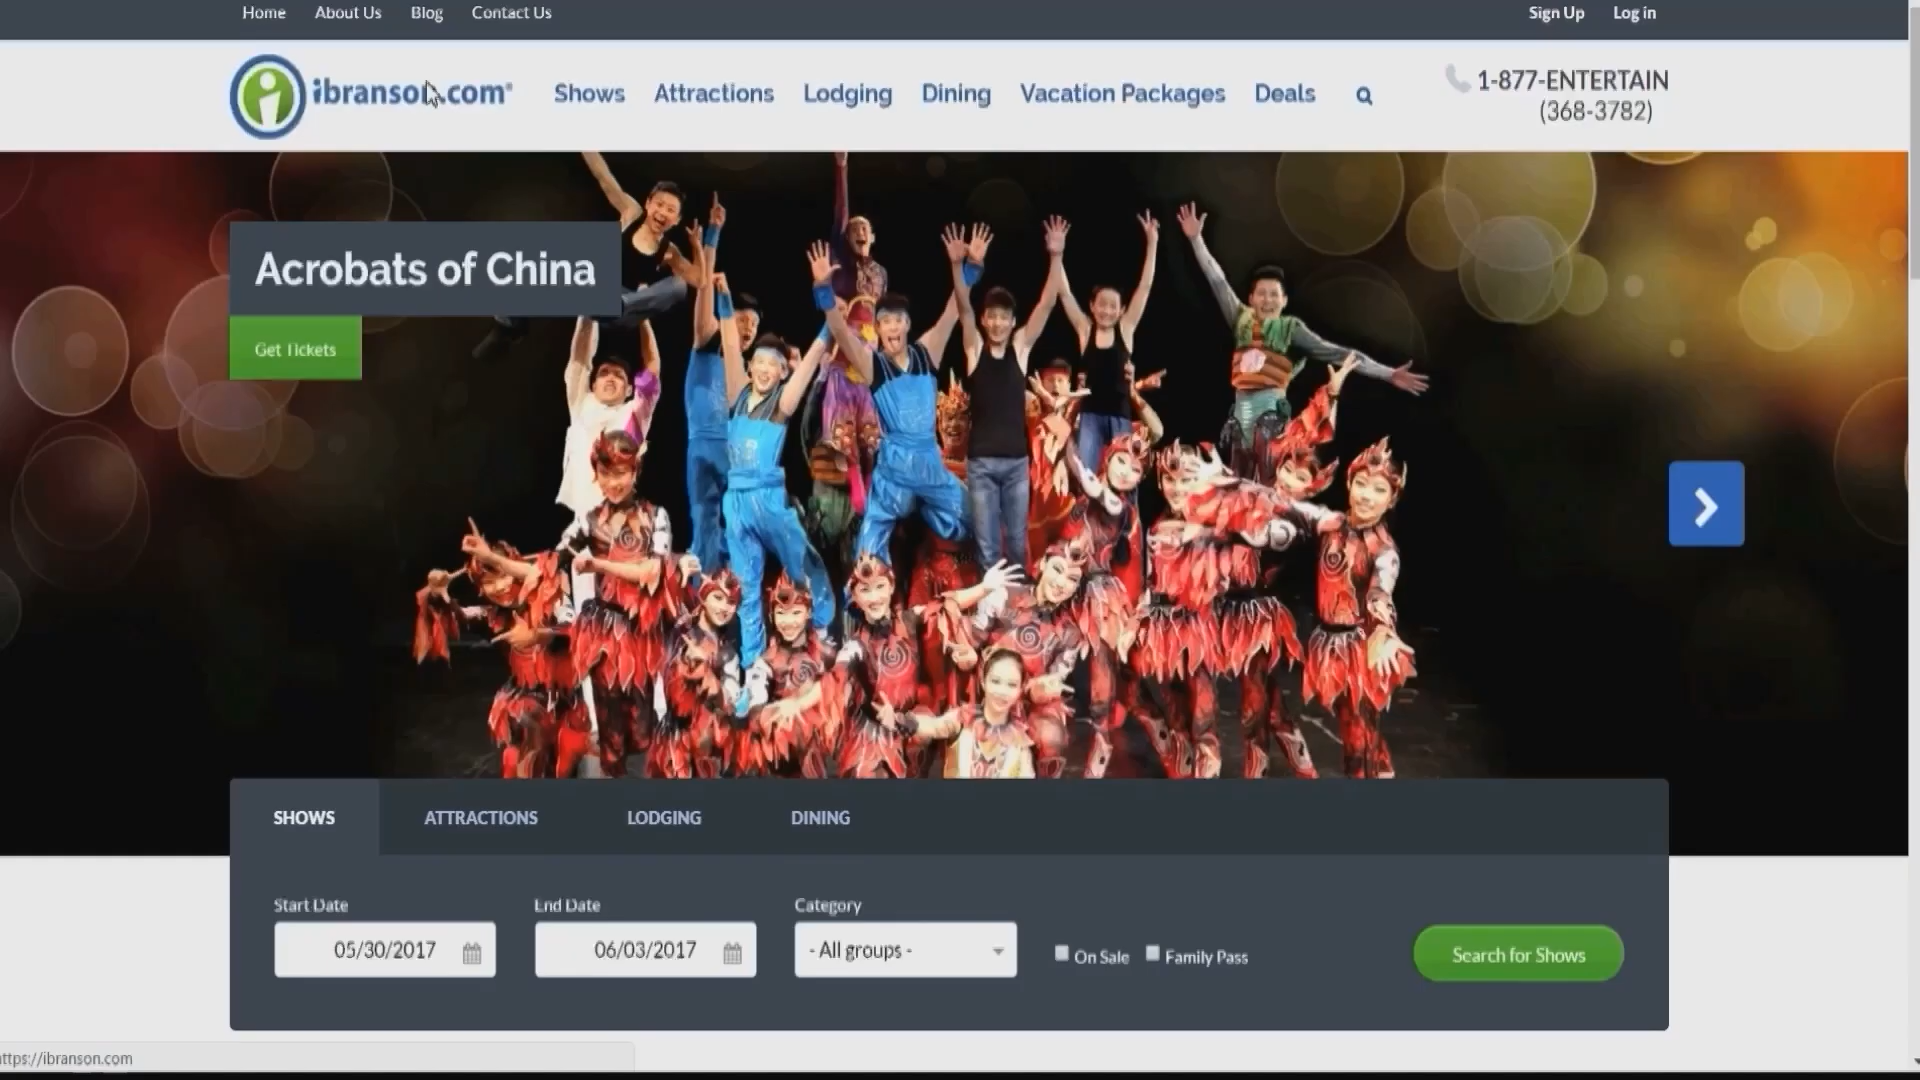 Home About Us Blog Contact Us Sign Up Log in
ibranson.com Shows Attractions Lodging Dining Vacation Packages Deals 1-877-ENTERTAIN
(368-3782)
Acrobats of China
Get Tickets
SHOWS ATTRACTIONS LODGING DINING
Start Date End Date Category
05/30/2017 06/03/2017 - All groups - On Sale Family Pass Search for Shows
ttps://ibranson.com